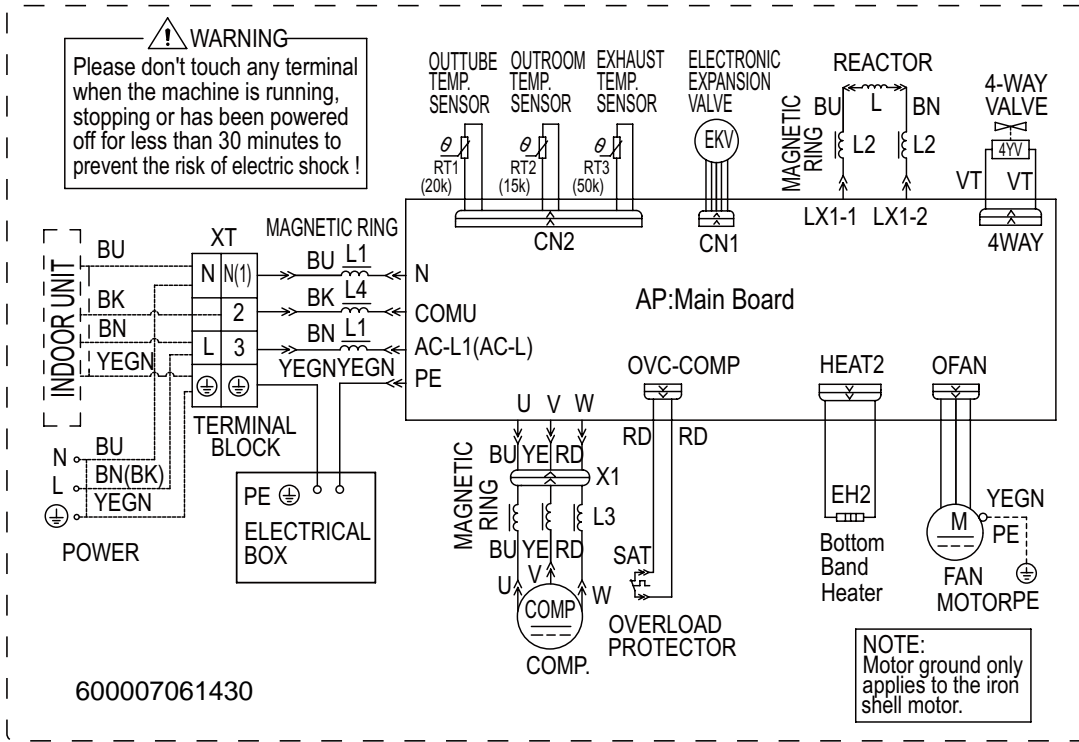 WARNING
Please don't touch any terminal
when the machine is running,
stopping or has been powered
off for less than 30 minutes to
prevent the risk of electric shock !
OUTTUBE
TEMP.
SENSOR
OUTROOM
TEMP.
SENSOR
EXHAUST
TEMP.
SENSOR
ELECTRONIC
EXPANSION
VALVE
REACTOR
4-WAY
VALVE
θ
RT1
(20k)
θ
RT2
(15k)
θ
RT3
(50k)
EKV
MAGNETIC
RING
BU
L
BN
L2
L2
4YV
VT
VT
CN2
CN1
LX1-1
LX1-2
4WAY
INDOOR UNIT
BU
BK
BN
YEGN
XT
N
N(1)
2
L
3
TERMINAL
BLOCK
MAGNETIC RING
BU
L1
BK
L4
BN
L1
YEGN
YEGN
N
COMU
AC-L1(AC-L)
PE
AP:Main Board
OVC-COMP
HEAT2
OFAN
U
V
W
N
BU
L
BN(BK)
YEGN
POWER
PE
ELECTRICAL
BOX
MAGNETIC
RING
BU
YE
RD
X1
L3
BU
YE
RD
U
V
W
COMP
COMP.
RD
RD
SAT
OVERLOAD
PROTECTOR
EH2
Bottom
Band
Heater
M
YEGN
PE
FAN
MOTOR
PE
NOTE:
Motor ground only
applies to the iron
shell motor.
600007061430